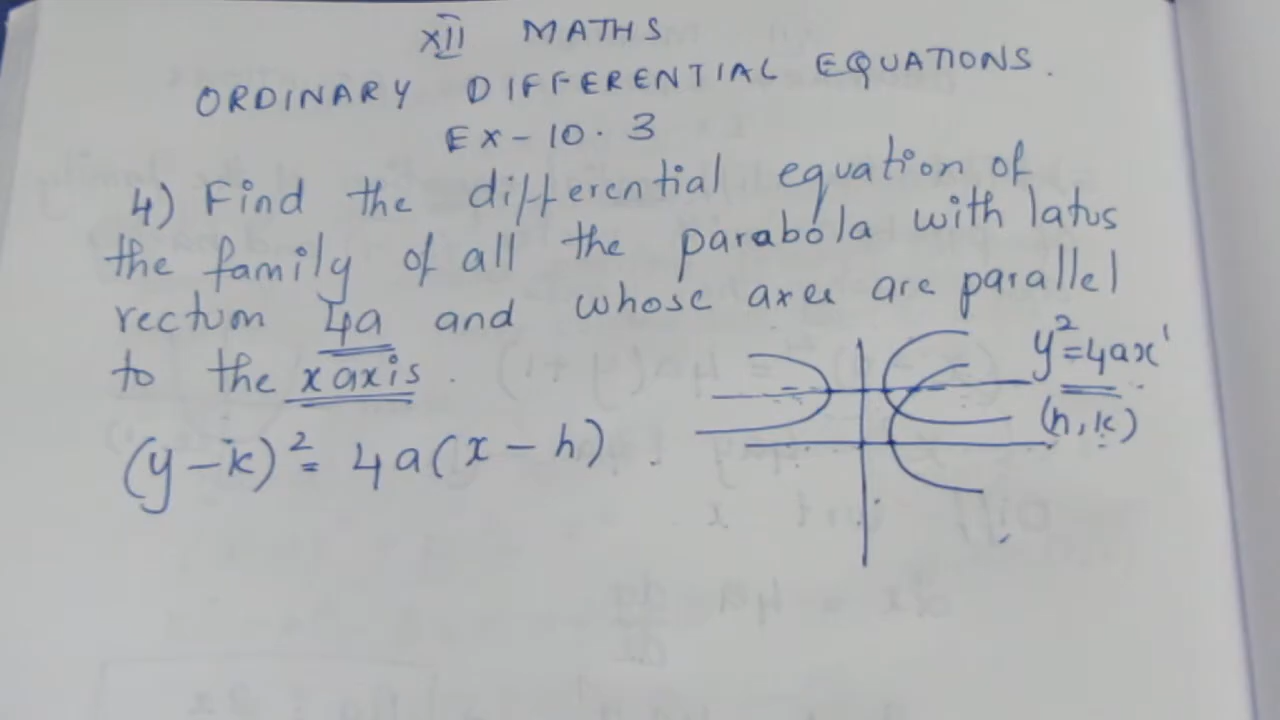 XII MATHS
ORDINARY DIFFERENTIAL EQUATIONS.
EX-10.3
4) Find the differential equation of
the family of all the parabola with latus
rectum 4a and whose axes are parallel
to the x axis.
y²=4ax
(h,k)
(y-k)²= 4a(x-h).